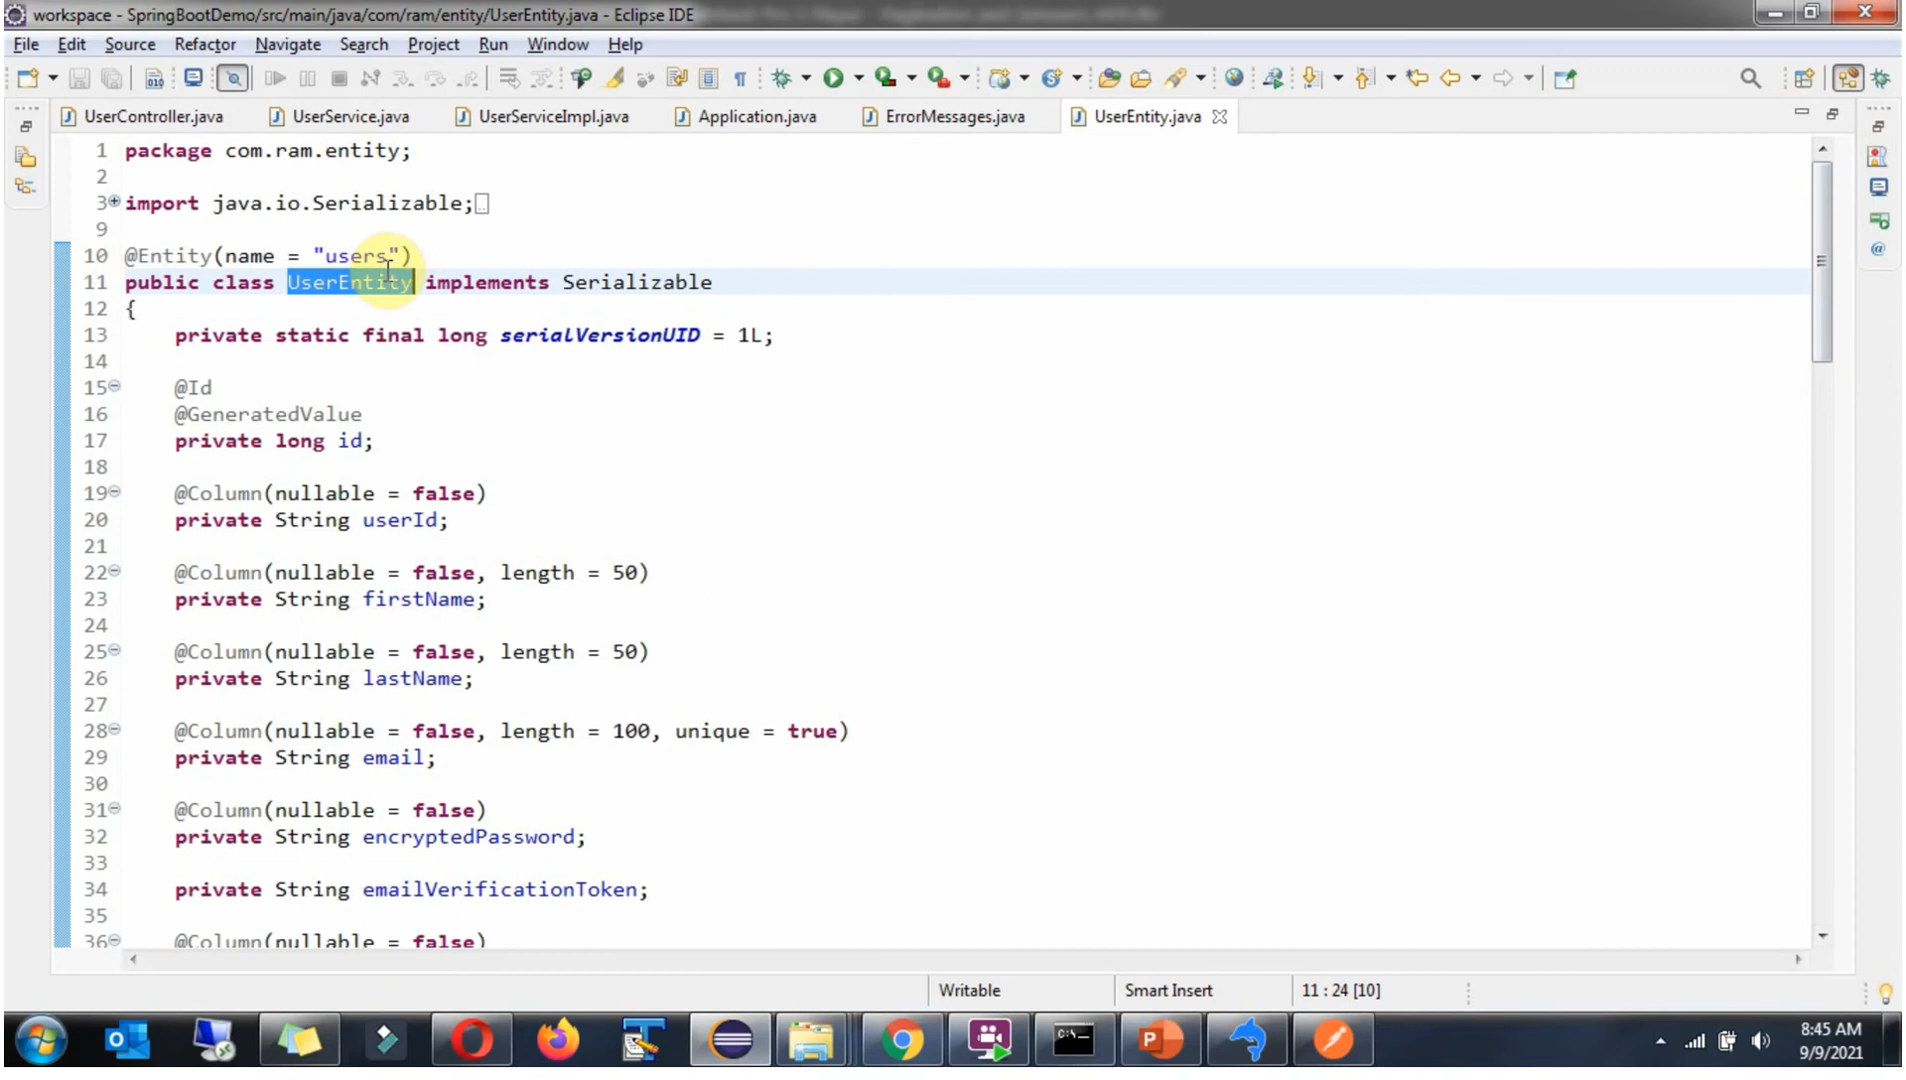 workspace - SpringBootDemo/src/main/java/com/ram/entity/UserEntity.java - Eclipse IDE
File Edit Source Refactor Navigate Search Project Run Window Help
UserController.java UserService.java UserServiceImpl.java Application.java ErrorMessages.java UserEntity.java
1 package com.ram.entity;
2
3 import java.io.Serializable;
9
10 @Entity(name = "users")
11 public class UserEntity implements Serializable
12 {
13 private static final long serialVersionUID = 1L;
14
15 @Id
16 @GeneratedValue
17 private long id;
18
19 @Column(nullable = false)
20 private String userId;
21
22 @Column(nullable = false, length = 50)
23 private String firstName;
24
25 @Column(nullable = false, length = 50)
26 private String lastName;
27
28 @Column(nullable = false, length = 100, unique = true)
29 private String email;
30
31 @Column(nullable = false)
32 private String encryptedPassword;
33
34 private String emailVerificationToken;
35
36 @Column(nullable = false)
Writable Smart Insert 11 : 24 [10]
8:45 AM
9/9/2021